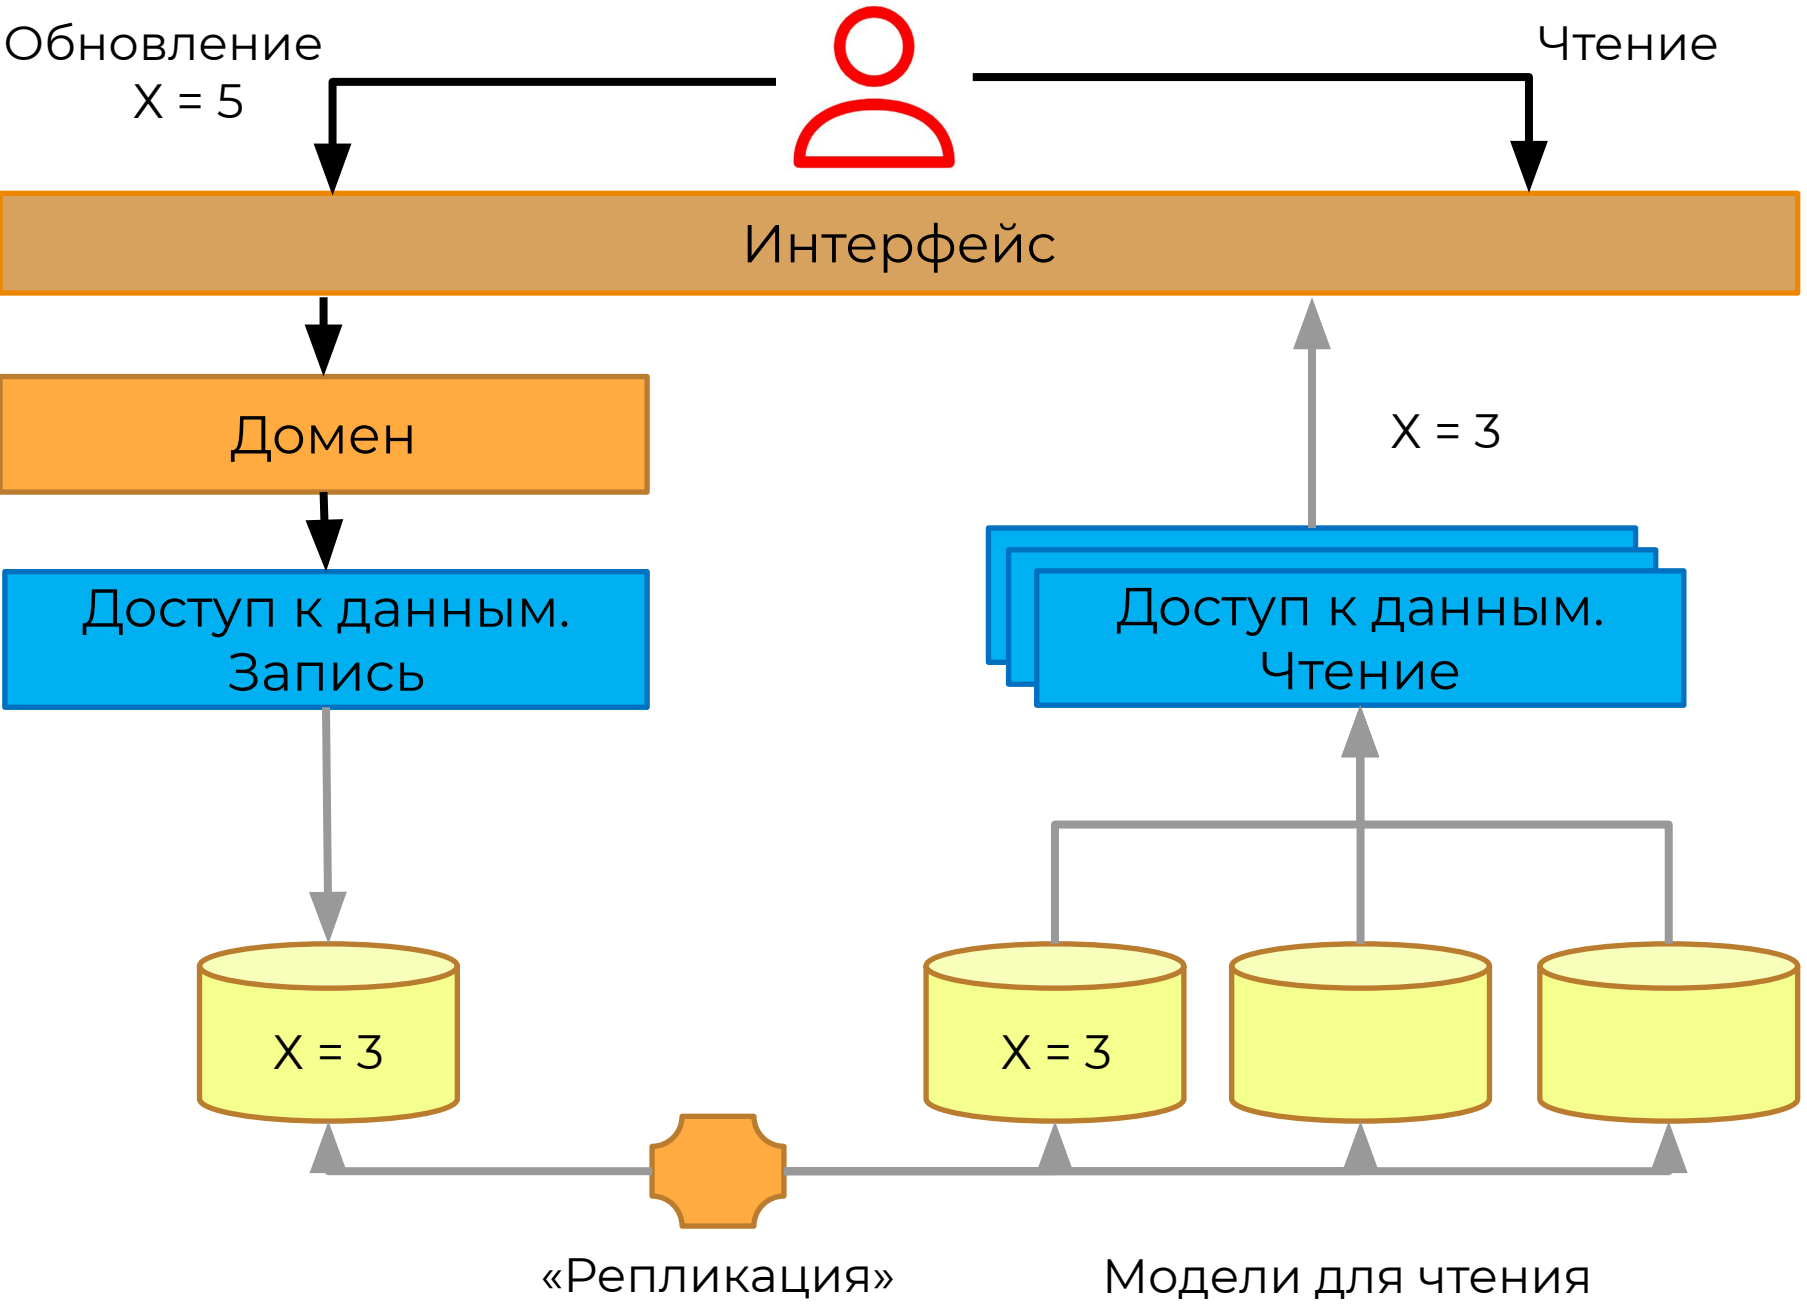 Обновление
X = 5
Чтение
Интерфейс
Домен
X = 3
Доступ к данным.
Запись
Доступ к данным.
Чтение
X = 3
X = 3
«Репликация»
Модели для чтения